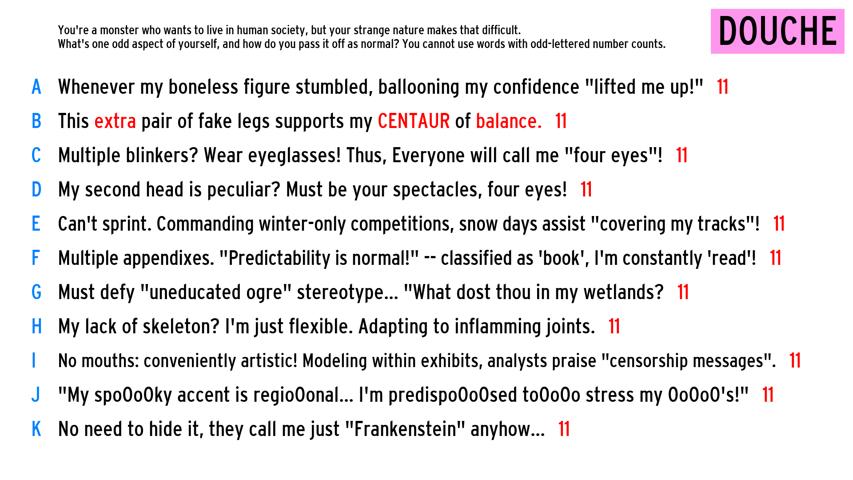 You're a monster who wants to live in human society, but your strange nature makes that difficult.
What's one odd aspect of yourself, and how do you pass it off as normal? You cannot use words with odd-lettered number counts.
DOUCHE
A Whenever my boneless figure stumbled, ballooning my confidence "lifted me up!" 11
B This extra pair of fake legs supports my CENTAUR of balance. 11
C Multiple blinkers? Wear eyeglasses! Thus, Everyone will call me "four eyes"! 11
D My second head is peculiar? Must be your spectacles, four eyes! 11
E Can't sprint. Commanding winter-only competitions, snow days assist "covering my tracks"! 11
F Multiple appendixes. "Predictability is normal!" -- classified as 'book', I'm constantly 'read'! 11
G Must defy "uneducated ogre" stereotype... "What dost thou in my wetlands? 11
H My lack of skeleton? I'm just flexible. Adapting to inflamming joints. 11
I No mouths: conveniently artistic! Modeling within exhibits, analysts praise "censorship messages". 11
J "My spoOoOky accent is regioOonal... I'm predispoOoOsed toOoOo stress my OoOoO's!" 11
K No need to hide it, they call me just "Frankenstein" anyhow... 11